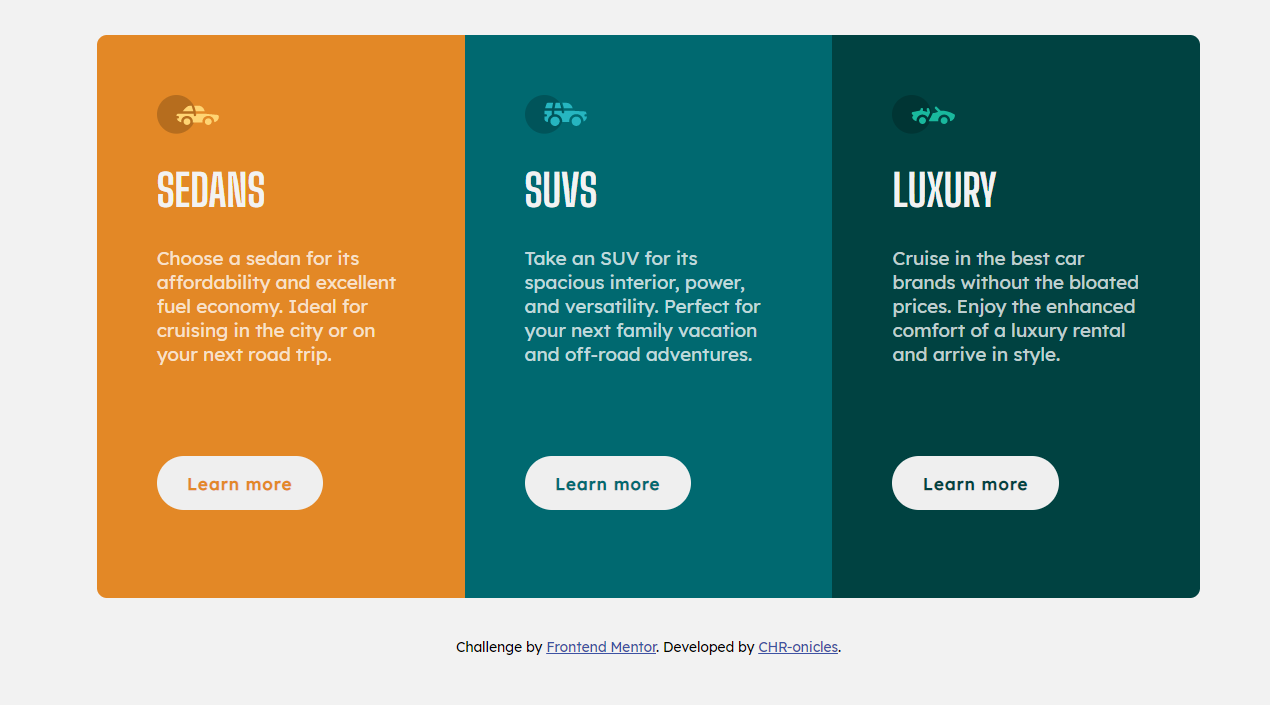 SEDANS
Choose a sedan for its
affordability and excellent
fuel economy. Ideal for
cruising in the city or on
your next road trip.
Learn more
SUVS
Take an SUV for its
spacious interior, power,
and versatility. Perfect for
your next family vacation
and off-road adventures.
Learn more
LUXURY
Cruise in the best car
brands without the bloated
prices. Enjoy the enhanced
comfort of a luxury rental
and arrive in style.
Learn more
Challenge by Frontend Mentor. Developed by CHR-onicles.